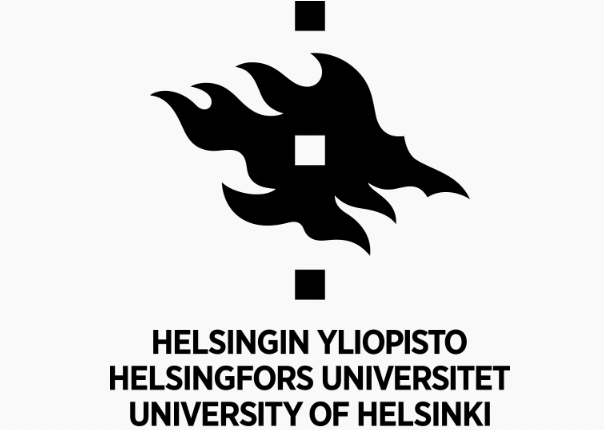 HELSINGIN YLIOPISTO
HELSINGFORS UNIVERSITET
UNIVERSITY OF HELSINKI